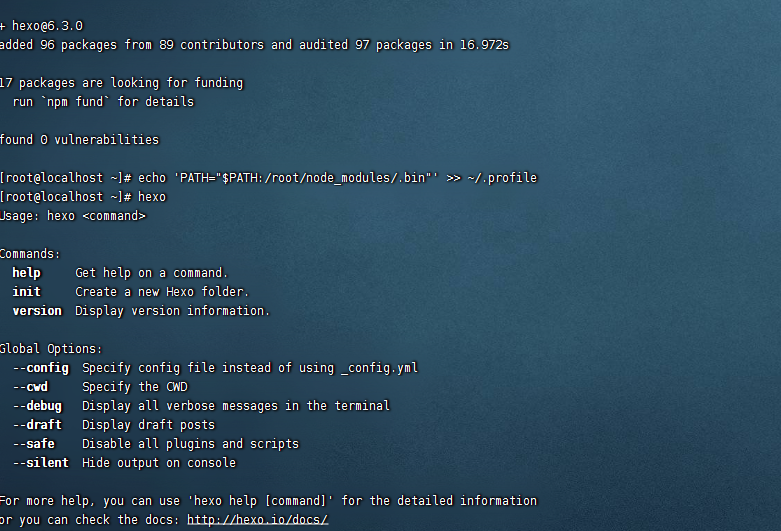 + hexo@6.3.0
added 96 packages from 89 contributors and audited 97 packages in 16.972s
17 packages are looking for funding
  run `npm fund` for details
found 0 vulnerabilities
[root@localhost ~]# echo 'PATH="$PATH:/root/node_modules/.bin"' >> ~/.profile
[root@localhost ~]# hexo
Usage: hexo <command>
Commands:
  help     Get help on a command.
  init     Create a new Hexo folder.
  version  Display version information.
Global Options:
  --config  Specify config file instead of using _config.yml
  --cwd     Specify the CWD
  --debug   Display all verbose messages in the terminal
  --draft   Display draft posts
  --safe    Disable all plugins and scripts
  --silent  Hide output on console
For more help, you can use 'hexo help [command]' for the detailed information
or you can check the docs: http://hexo.io/docs/